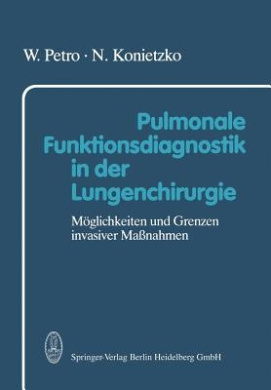 W. Petro · N. Konietzko
Pulmonale
Funktionsdiagnostik
in der
Lungenchirurgie
Möglichkeiten und Grenzen
invasiver Maßnahmen
Springer-Verlag Berlin Heidelberg GmbH